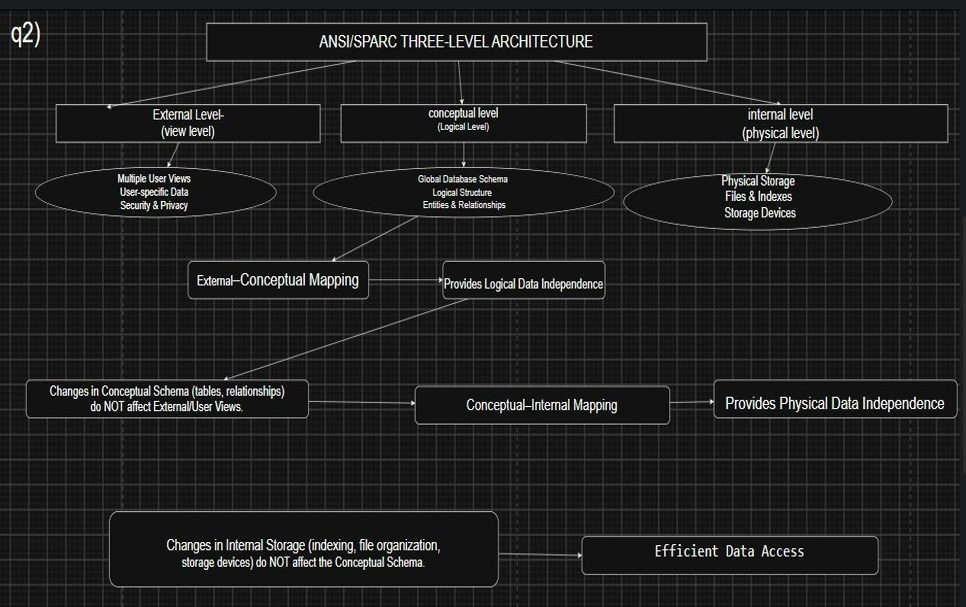 q2)
ANSI/SPARC THREE-LEVEL ARCHITECTURE
External Level-
(view level)
conceptual level
(Logical Level)
internal level
(physical level)
Multiple User Views
User-specific Data
Security & Privacy
Global Database Schema
Logical Structure
Entities & Relationships
Physical Storage
Files & Indexes
Storage Devices
External–Conceptual Mapping
Provides Logical Data Independence
Changes in Conceptual Schema (tables, relationships)
do NOT affect External/User Views.
Conceptual–Internal Mapping
Provides Physical Data Independence
Changes in Internal Storage (indexing, file organization,
storage devices) do NOT affect the Conceptual Schema.
Efficient Data Access